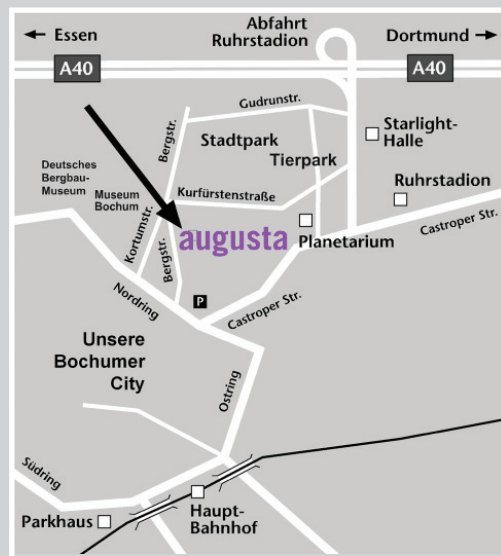 ← Essen
Abfahrt
Ruhrstadion
Dortmund →
A40
A40
Gudrunstr.
Bergstr.
Stadtpark
Starlight-
Halle
Tierpark
Deutsches
Bergbau-
Museum
Museum
Bochum
Kurfürstenstraße
Ruhrstadion
Kortumstr.
augusta
Planetarium
Castroper Str.
Bergstr.
Nordring
P
Castroper Str.
Unsere
Bochumer
City
Ostring
Südring
Parkhaus
Haupt-
Bahnhof